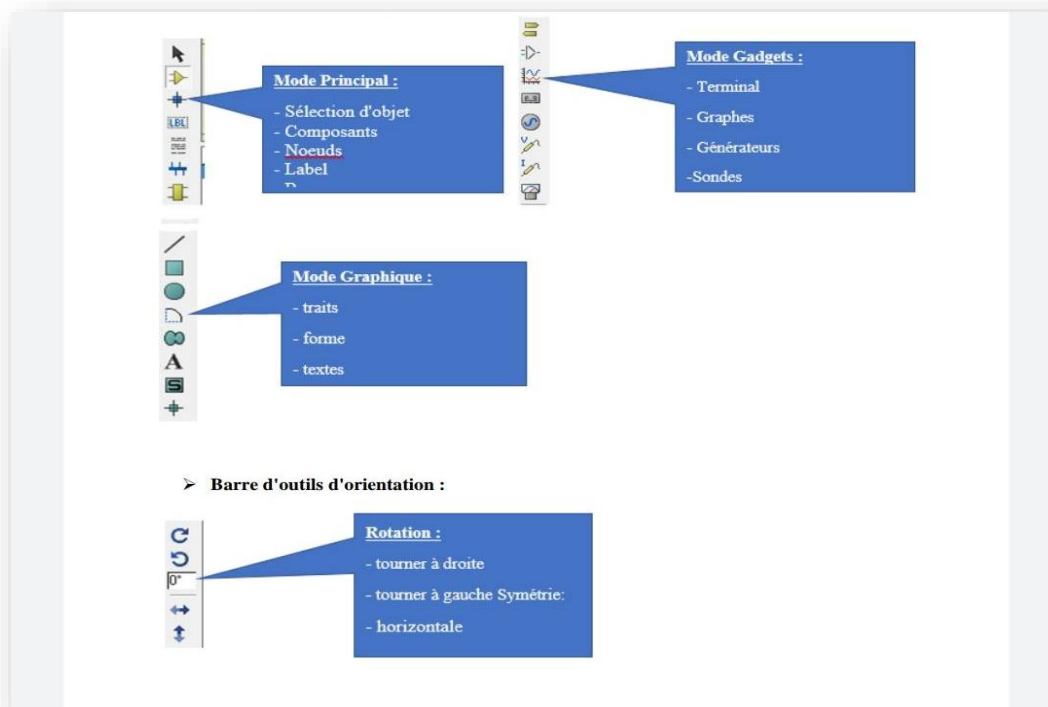 Mode Principal :
- Sélection d'objet
- Composants
- Noeuds
- Label
LBL
Mode Gadgets :
- Terminal
- Graphes
- Générateurs
-Sondes
V
I
Mode Graphique :
- traits
- forme
- textes
A
S
➢ Barre d'outils d'orientation :
0°
Rotation :
- tourner à droite
- tourner à gauche Symétrie:
- horizontale